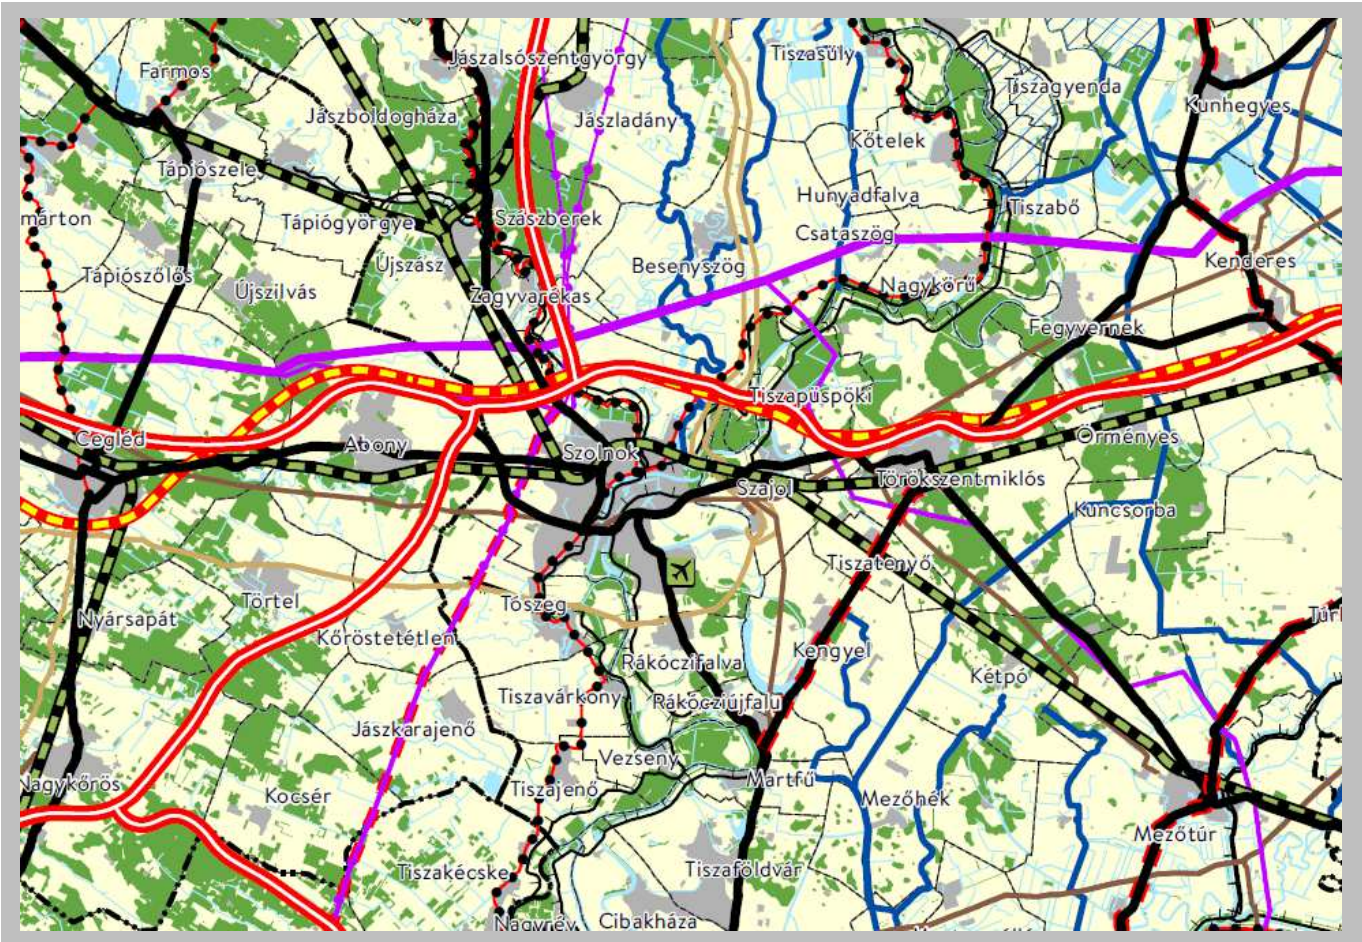 Jászalsószentgyörgy
Tiszasüly
Farmos
Tiszagyenda
Kunhegyes
Jászboldogháza
Jászladány
Kőtelek
Tápiószele
Hunyadfalva
Tiszabő
márton
Tápiógyörgye
Szászberek
Csataszög
Újszász
Besenyszög
Kenderes
Tápiószőlős
Újszilvás
Zagyvarékas
Nagykörű
Fegyvernek
Tiszapüspöki
Cegléd
Abony
Szolnok
Örményes
Szajol
Törökszentmiklós
Kuncsorba
Tiszatenyő
Törtel
Tószeg
Nyársapát
Kőröstetétlen
Kengyel
Rákóczifalva
Kétpó
Tiszavárkony
Rákócziújfalu
Jászkarajenő
Vezseny
Nagykőrös
Kocsér
Tiszajenő
Martfű
Mezőhék
Mezőtúr
Tiszakécske
Tiszaföldvár
Nagyrév
Cibakháza